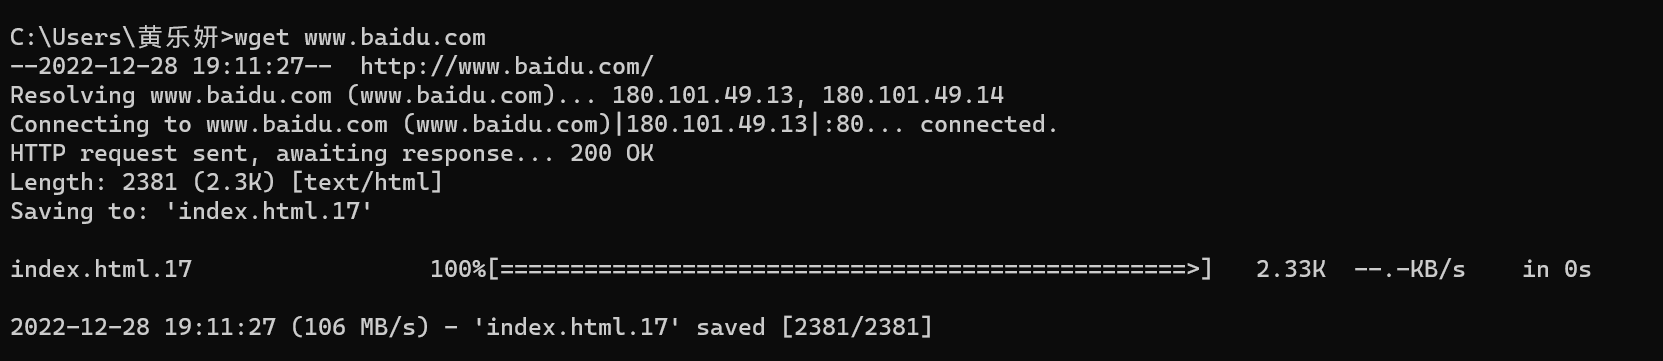 C:\Users\黄乐妍>wget www.baidu.com
--2022-12-28 19:11:27--  http://www.baidu.com/
Resolving www.baidu.com (www.baidu.com)... 180.101.49.13, 180.101.49.14
Connecting to www.baidu.com (www.baidu.com)|180.101.49.13|:80... connected.
HTTP request sent, awaiting response... 200 OK
Length: 2381 (2.3K) [text/html]
Saving to: 'index.html.17'
index.html.17                 100%[=================================================>]   2.33K  --.-KB/s    in 0s
2022-12-28 19:11:27 (106 MB/s) - 'index.html.17' saved [2381/2381]